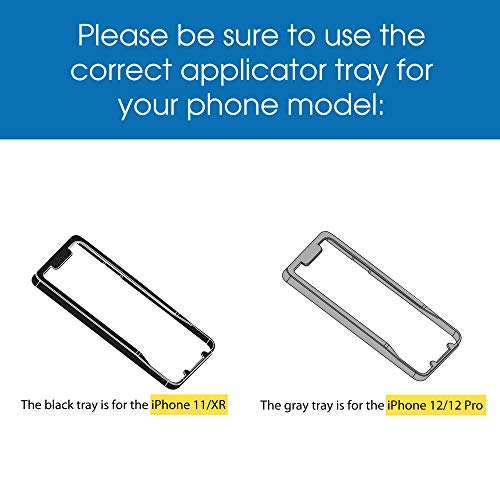 Please be sure to use the
correct applicator tray for
your phone model:
The black tray is for the iPhone 11/XR
The gray tray is for the iPhone 12/12 Pro